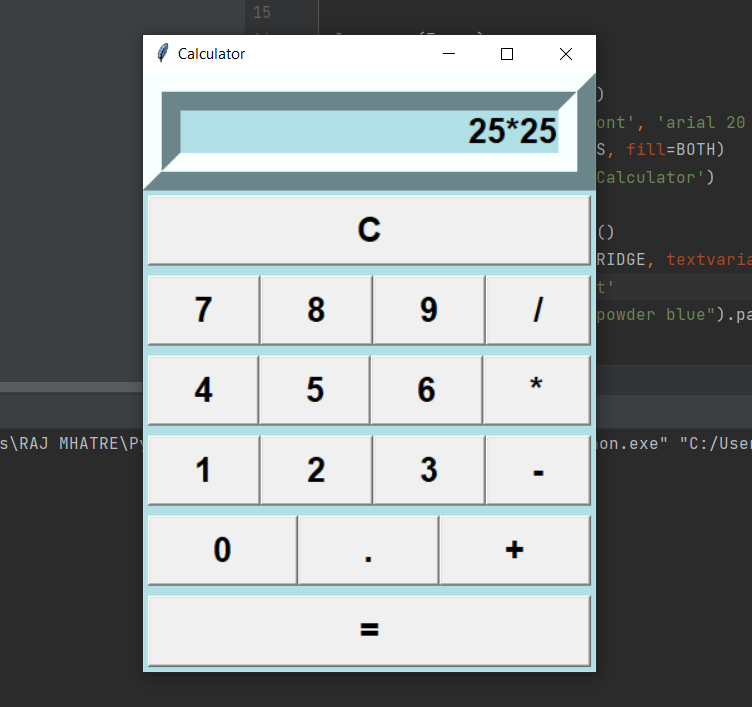 15
Calculator
)
25*25
ont', 'arial 20
S, fill=BOTH)
Calculator')
C
()
RIDGE, textvaria
t'
7 8 9 /
powder blue").pa
4 5 6 *
s\RAJ MHATRE\Py
on.exe" "C:/User
1 2 3 -
0 . +
=